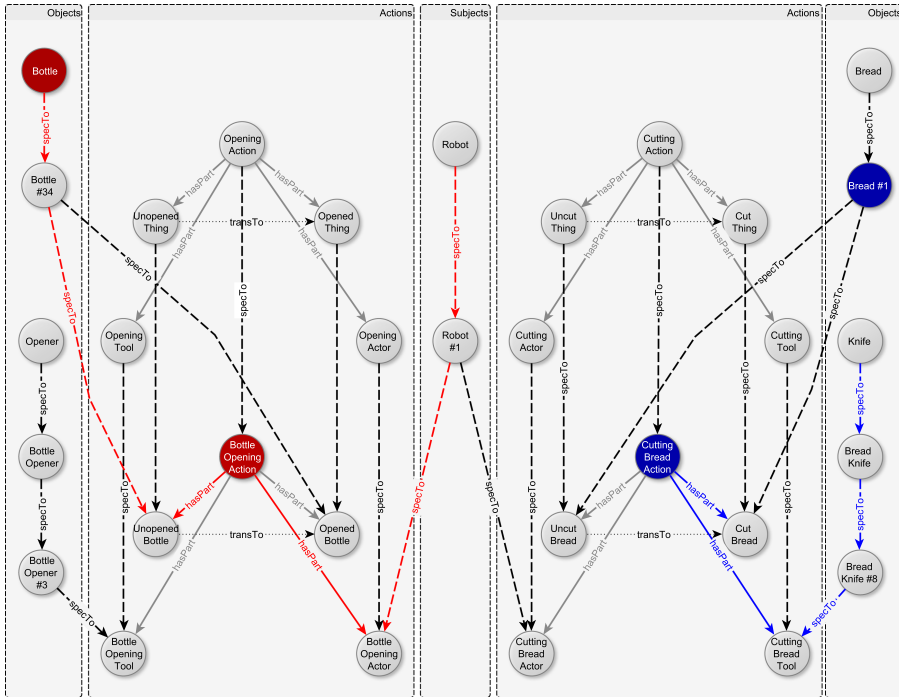 Objects
Actions
Subjects
Actions
Objects
Bottle
Bread
specTo
specTo
Opening
Action
Robot
Cutting
Action
Bottle
#34
Bread #1
hasPart
hasPart
hasPart
hasPart
Unopened
Thing
transTo
Opened
Thing
Uncut
Thing
transTo
Cut
Thing
hasPart
hasPart
specTo
hasPart
hasPart
specTo
specTo
specTo
specTo
specTo
specTo
Opener
Opening
Tool
Opening
Actor
Robot
#1
Cutting
Actor
Cutting
Tool
Knife
specTo
specTo
specTo
specTo
specTo
Bottle
Opener
Bottle
Opening
Action
Cutting
Bread
Action
Bread
Knife
specTo
specTo
hasPart
hasPart
specTo
specTo
specTo
specTo
hasPart
hasPart
specTo
specTo
Unopened
Bottle
transTo
Opened
Bottle
Uncut
Bread
transTo
Cut
Bread
hasPart
hasPart
hasPart
hasPart
Bottle
Opener
#3
Bread
Knife #8
specTo
specTo
Bottle
Opening
Tool
Bottle
Opening
Actor
Cutting
Bread
Actor
Cutting
Bread
Tool